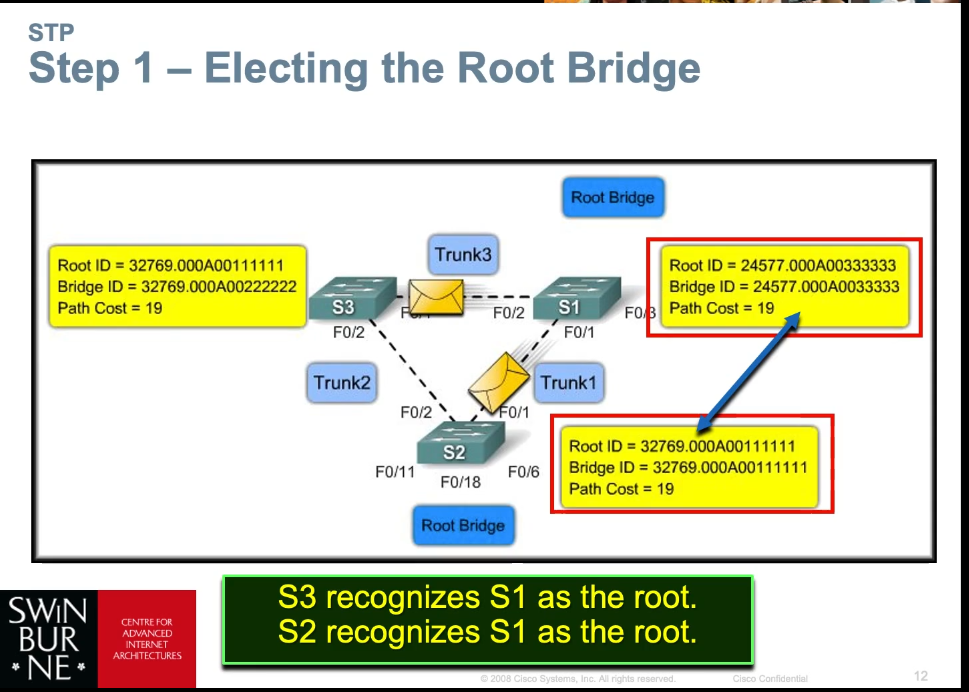 STP
Step 1 – Electing the Root Bridge
Root Bridge
Trunk3
Root ID = 32769.000A00111111
Bridge ID = 32769.000A00222222
Path Cost = 19
Root ID = 24577.000A00333333
Bridge ID = 24577.000A0033333
Path Cost = 19
S3
F0/2
S1
F0/3
F0/2
F0/1
Trunk2
Trunk1
F0/2
F0/1
S2
F0/11
F0/18
F0/6
Root ID = 32769.000A00111111
Bridge ID = 32769.000A00111111
Path Cost = 19
Root Bridge
S3 recognizes S1 as the root.
S2 recognizes S1 as the root.
SWIN
BUR
* NE *
CENTRE FOR
ADVANCED
INTERNET
ARCHITECTURES
© 2008 Cisco Systems, Inc. All rights reserved.
Cisco Confidential
12